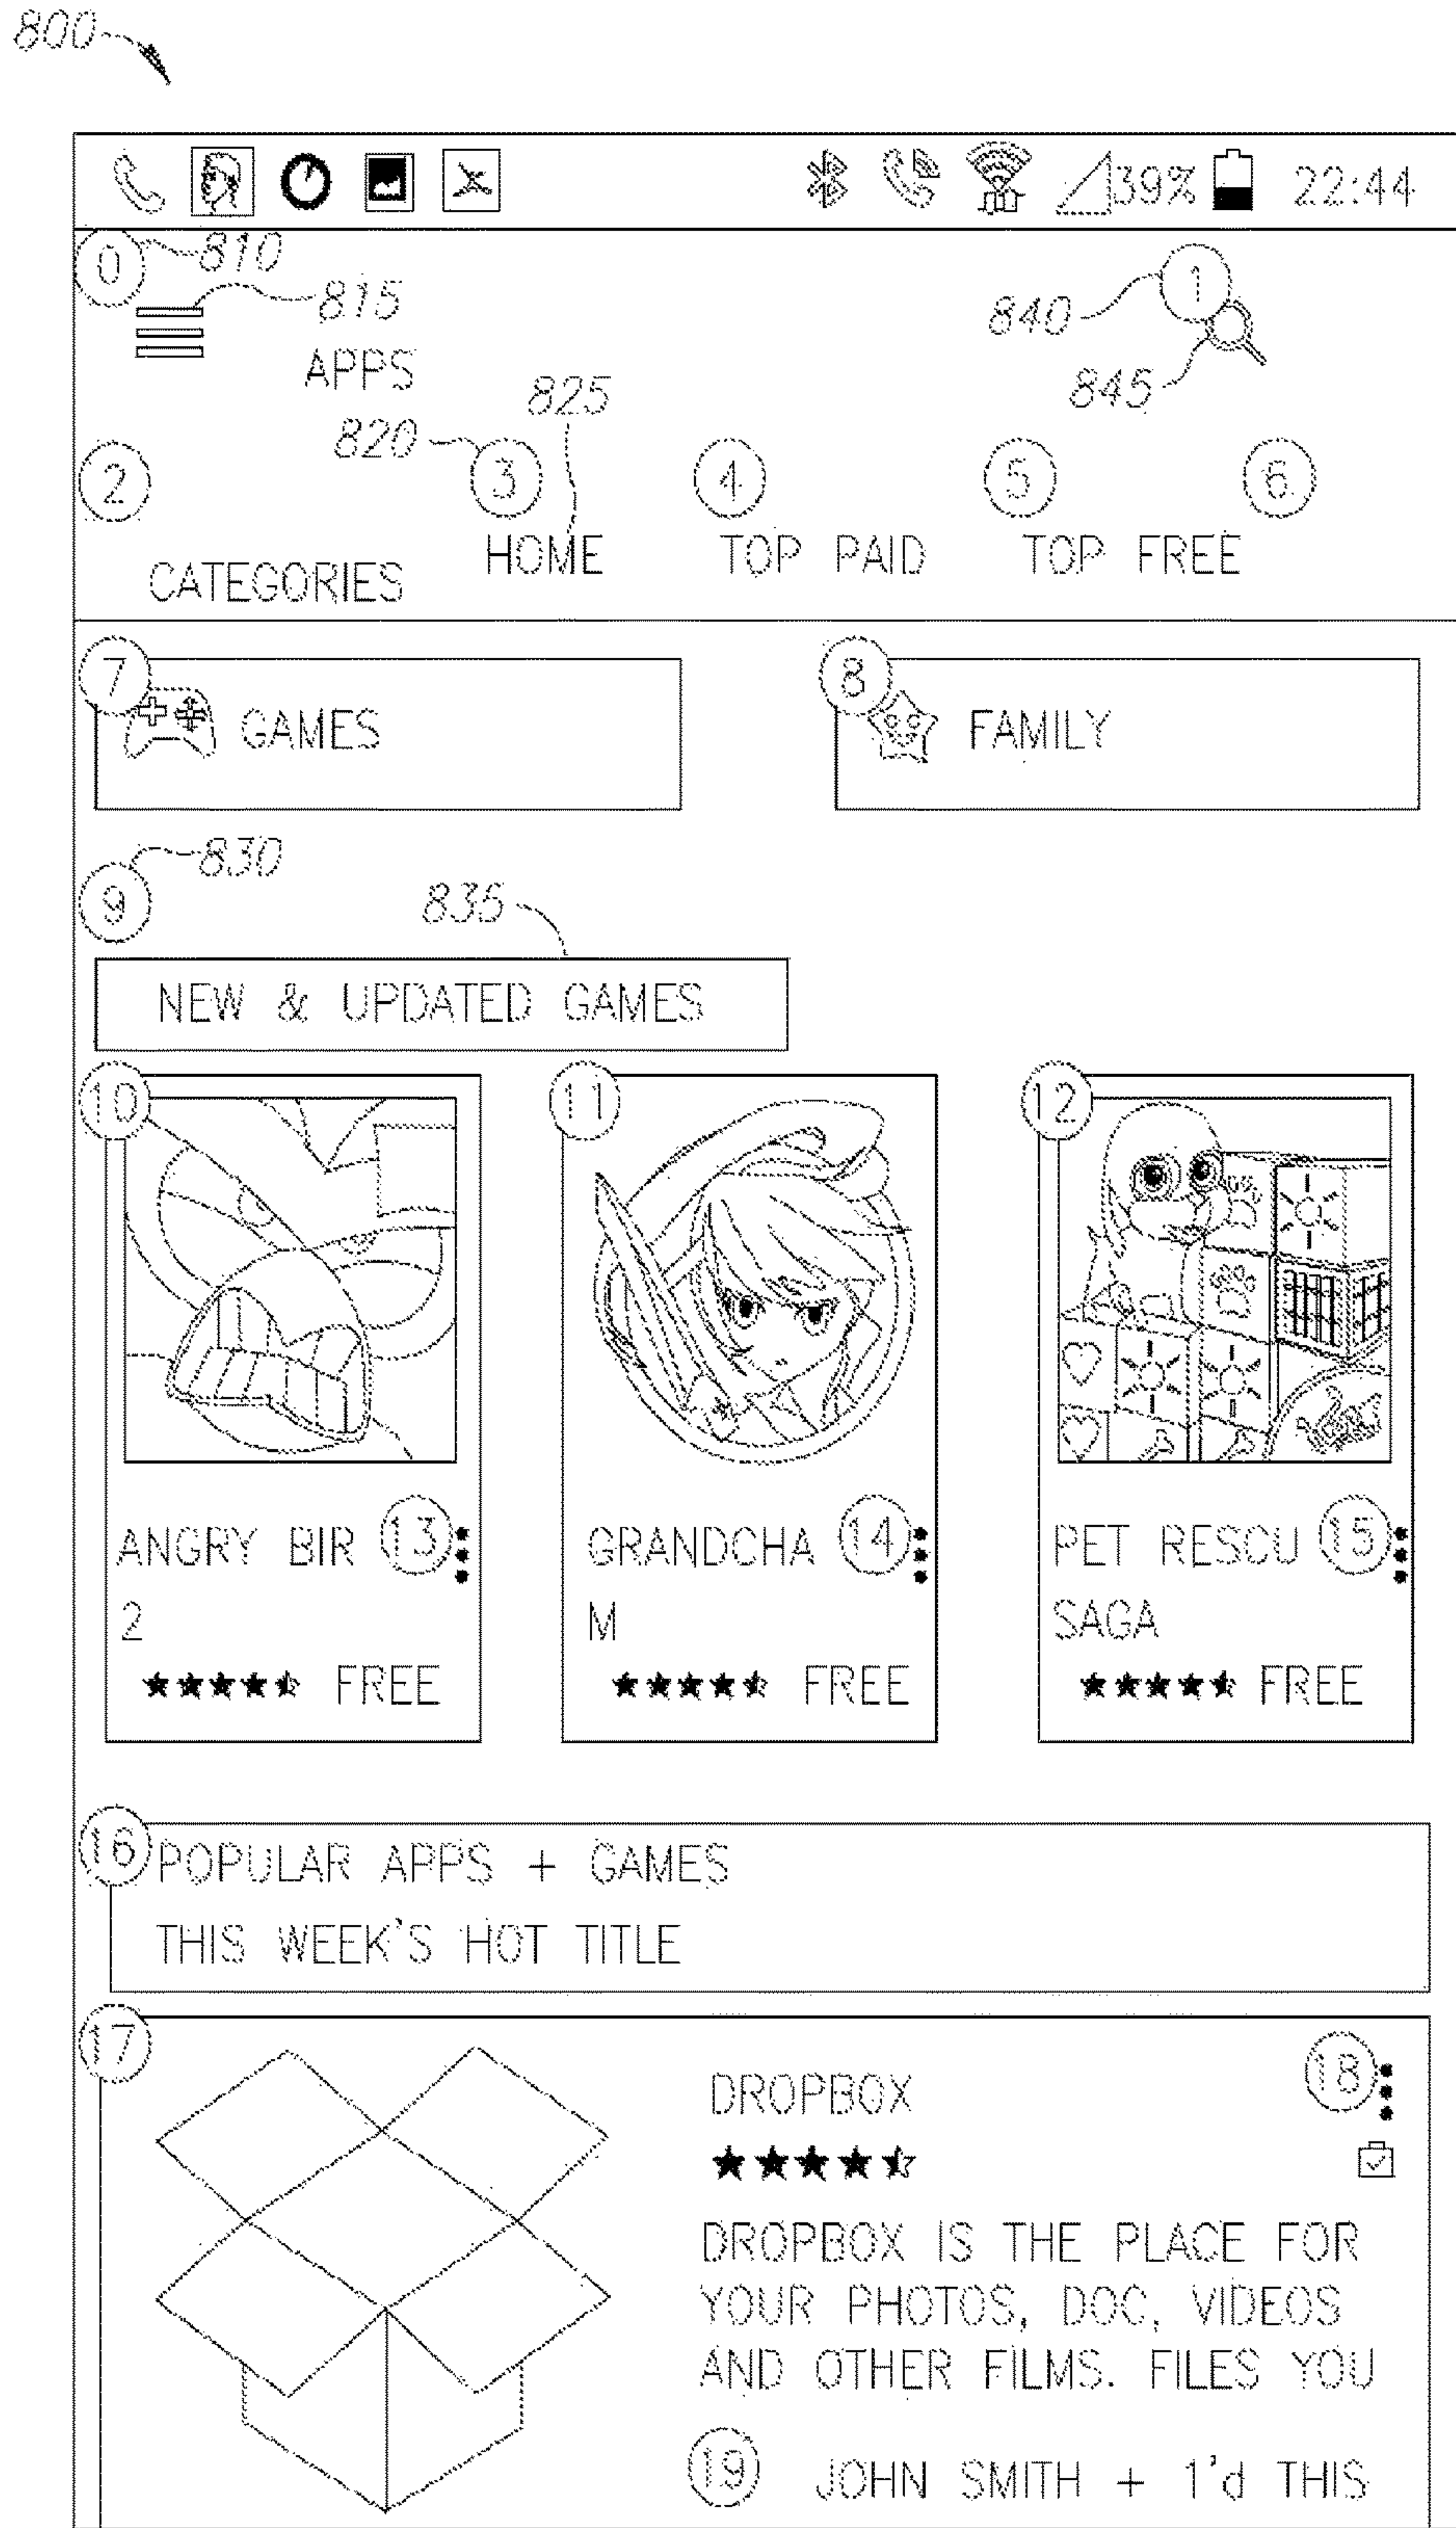 800
39% 22:44
0 810
815
840 1
APPS
845
825
820
2 3 4 5 6
HOME TOP PAID TOP FREE
CATEGORIES
7 8
GAMES FAMILY
830
9 835
NEW & UPDATED GAMES
10 11 12
ANGRY BIR 13 GRANDCHA 14 PET RESCU 15
2 M SAGA
FREE FREE FREE
16 POPULAR APPS + GAMES
THIS WEEK'S HOT TITLE
17
DROPBOX 18
DROPBOX IS THE PLACE FOR
YOUR PHOTOS, DOC, VIDEOS
AND OTHER FILMS. FILES YOU
19 JOHN SMITH + 1'd THIS